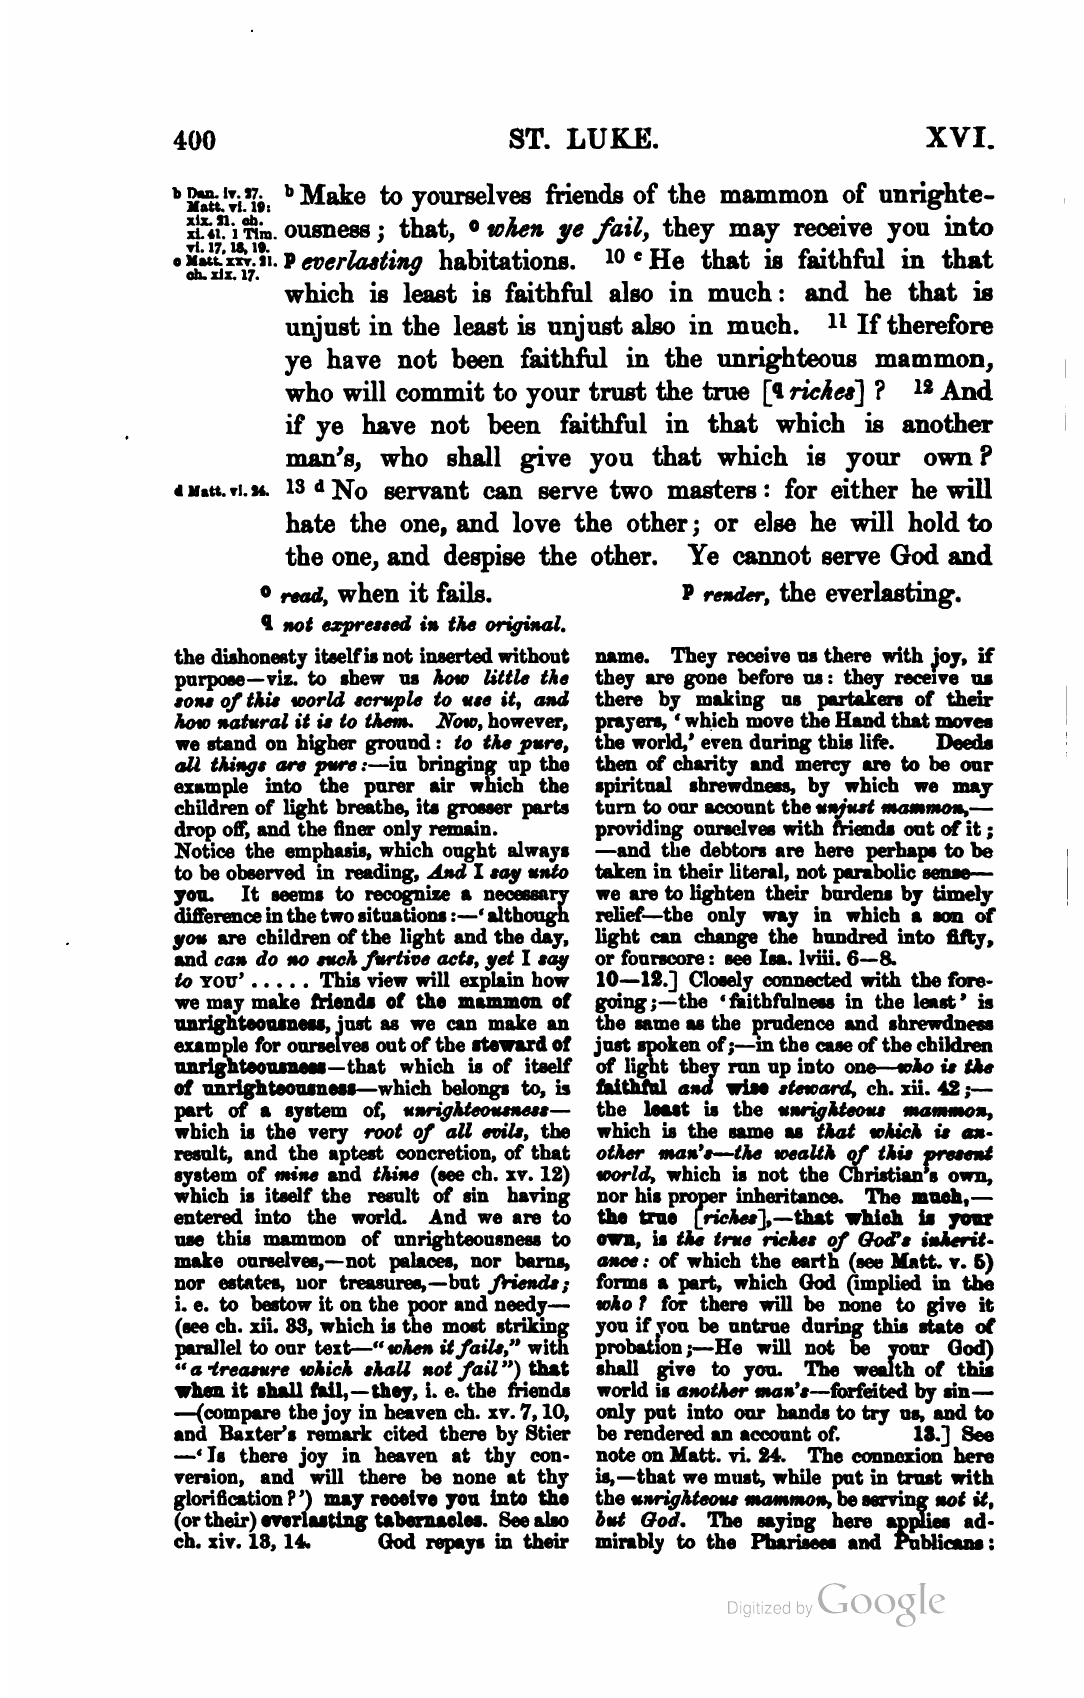 400 ST. LUKE. XVI.
b Dan. iv. 27.
Matt. vi. 19:
xix. 21. ch.
xi. 41. 1 Tim.
vi. 17, 18, 19.
c Matt. xxv. 21.
ch. xix. 17.
b Make to yourselves friends of the mammon of unrighte-
ousness ; that, o when ye fail, they may receive you into
p everlasting habitations. 10 c He that is faithful in that
which is least is faithful also in much : and he that is
unjust in the least is unjust also in much. 11 If therefore
ye have not been faithful in the unrighteous mammon,
who will commit to your trust the true [q riches] ? 12 And
if ye have not been faithful in that which is another
man's, who shall give you that which is your own ?
d Matt. vi. 24.
13 d No servant can serve two masters : for either he will
hate the one, and love the other ; or else he will hold to
the one, and despise the other. Ye cannot serve God and
o read, when it fails. p render, the everlasting.
q not expressed in the original.
the dishonesty itself is not inserted without
purpose—viz. to shew us how little the
sons of this world scruple to use it, and
how natural it is to them. Now, however,
we stand on higher ground : to the pure,
all things are pure :—in bringing up the
example into the purer air which the
children of light breathe, its grosser parts
drop off, and the finer only remain.
Notice the emphasis, which ought always
to be observed in reading, And I say unto
you. It seems to recognize a necessary
difference in the two situations :—‘although
you are children of the light and the day,
and can do no such furtive acts, yet I say
to YOU’ . . . . . This view will explain how
we may make friends of the mammon of
unrighteousness, just as we can make an
example for ourselves out of the steward of
unrighteousness—that which is of itself
of unrighteousness—which belongs to, is
part of a system of, unrighteousness—
which is the very root of all evils, the
result, and the aptest concretion, of that
system of mine and thine (see ch. xv. 12)
which is itself the result of sin having
entered into the world. And we are to
use this mammon of unrighteousness to
make ourselves,—not palaces, nor barns,
nor estates, nor treasures,—but friends ;
i. e. to bestow it on the poor and needy—
(see ch. xii. 33, which is the most striking
parallel to our text—“when it fails,” with
“a treasure which shall not fail”) that
when it shall fail,—they, i. e. the friends
—(compare the joy in heaven ch. xv. 7, 10,
and Baxter's remark cited there by Stier
—‘Is there joy in heaven at thy con-
version, and will there be none at thy
glorification ?’) may receive you into the
(or their) everlasting tabernacles. See also
ch. xiv. 13, 14. God repays in their
name. They receive us there with joy, if
they are gone before us : they receive us
there by making us partakers of their
prayers, ‘which move the Hand that moves
the world,’ even during this life. Deeds
then of charity and mercy are to be our
spiritual shrewdness, by which we may
turn to our account the unjust mammon,—
providing ourselves with friends out of it ;
—and the debtors are here perhaps to be
taken in their literal, not parabolic sense—
we are to lighten their burdens by timely
relief—the only way in which a son of
light can change the hundred into fifty,
or fourscore : see Isa. lviii. 6—8.
10—12.] Closely connected with the fore-
going ;—the ‘faithfulness in the least’ is
the same as the prudence and shrewdness
just spoken of ;—in the case of the children
of light they run up into one—who is the
faithful and wise steward, ch. xii. 42 ;—
the least is the unrighteous mammon,
which is the same as that which is an-
other man's—the wealth of this present
world, which is not the Christian's own,
nor his proper inheritance. The much,—
the true [riches],—that which is your
own, is the true riches of God's inherit-
ance : of which the earth (see Matt. v. 5)
forms a part, which God (implied in the
who ? for there will be none to give it
you if you be untrue during this state of
probation ;—He will not be your God)
shall give to you. The wealth of this
world is another man's—forfeited by sin—
only put into our hands to try us, and to
be rendered an account of. 13.] See
note on Matt. vi. 24. The connexion here
is,—that we must, while put in trust with
the unrighteous mammon, be serving not it,
but God. The saying here applies ad-
mirably to the Pharisees and Publicans :
Digitized by Google